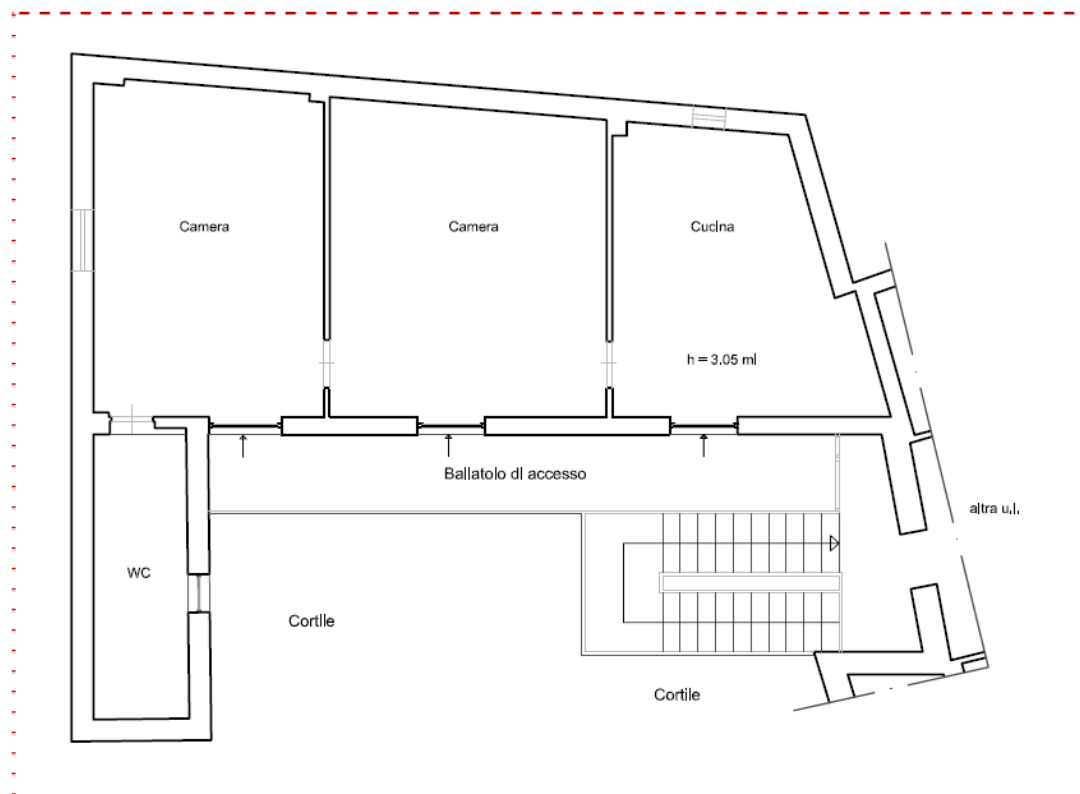 Camera
Camera
Cucina
h = 3.05 ml
Ballatoio di accesso
altra u.i.
WC
Cortile
Cortile